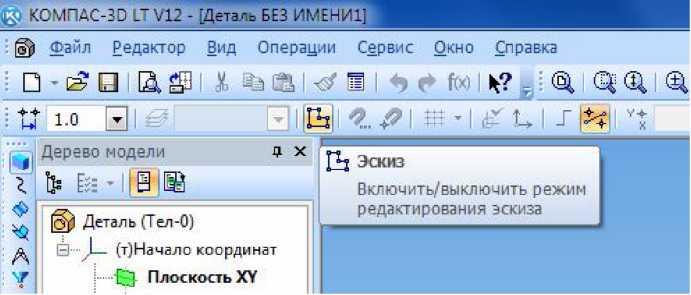 КОМПАС-3D LT V12 - [Деталь БЕЗ ИМЕНИ1]
Файл Редактор Вид Операции Сервис Окно Справка
f(x)
1.0
Дерево модели
Эскиз
Включить/выключить режим
редактирования эскиза
Деталь (Тел-0)
(т)Начало координат
Плоскость XY